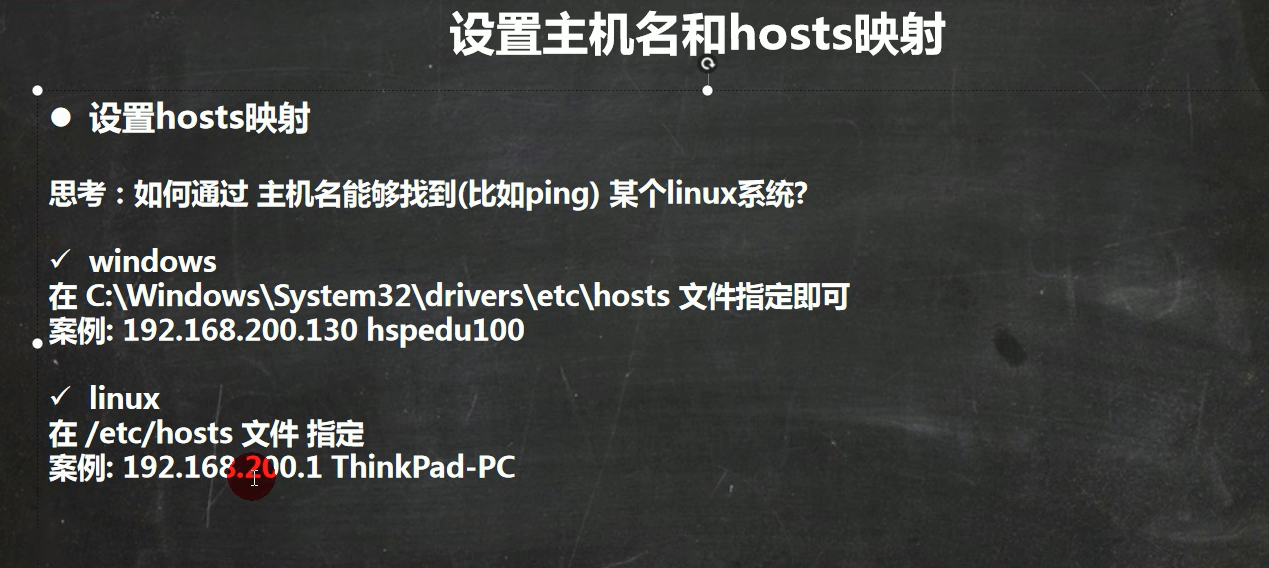 设置主机名和hosts映射
● 设置hosts映射
思考：如何通过 主机名能够找到(比如ping) 某个linux系统?
✓ windows
在 C:\Windows\System32\drivers\etc\hosts 文件指定即可
案例: 192.168.200.130 hspedu100
✓ linux
在 /etc/hosts 文件 指定
案例: 192.168.200.1 ThinkPad-PC